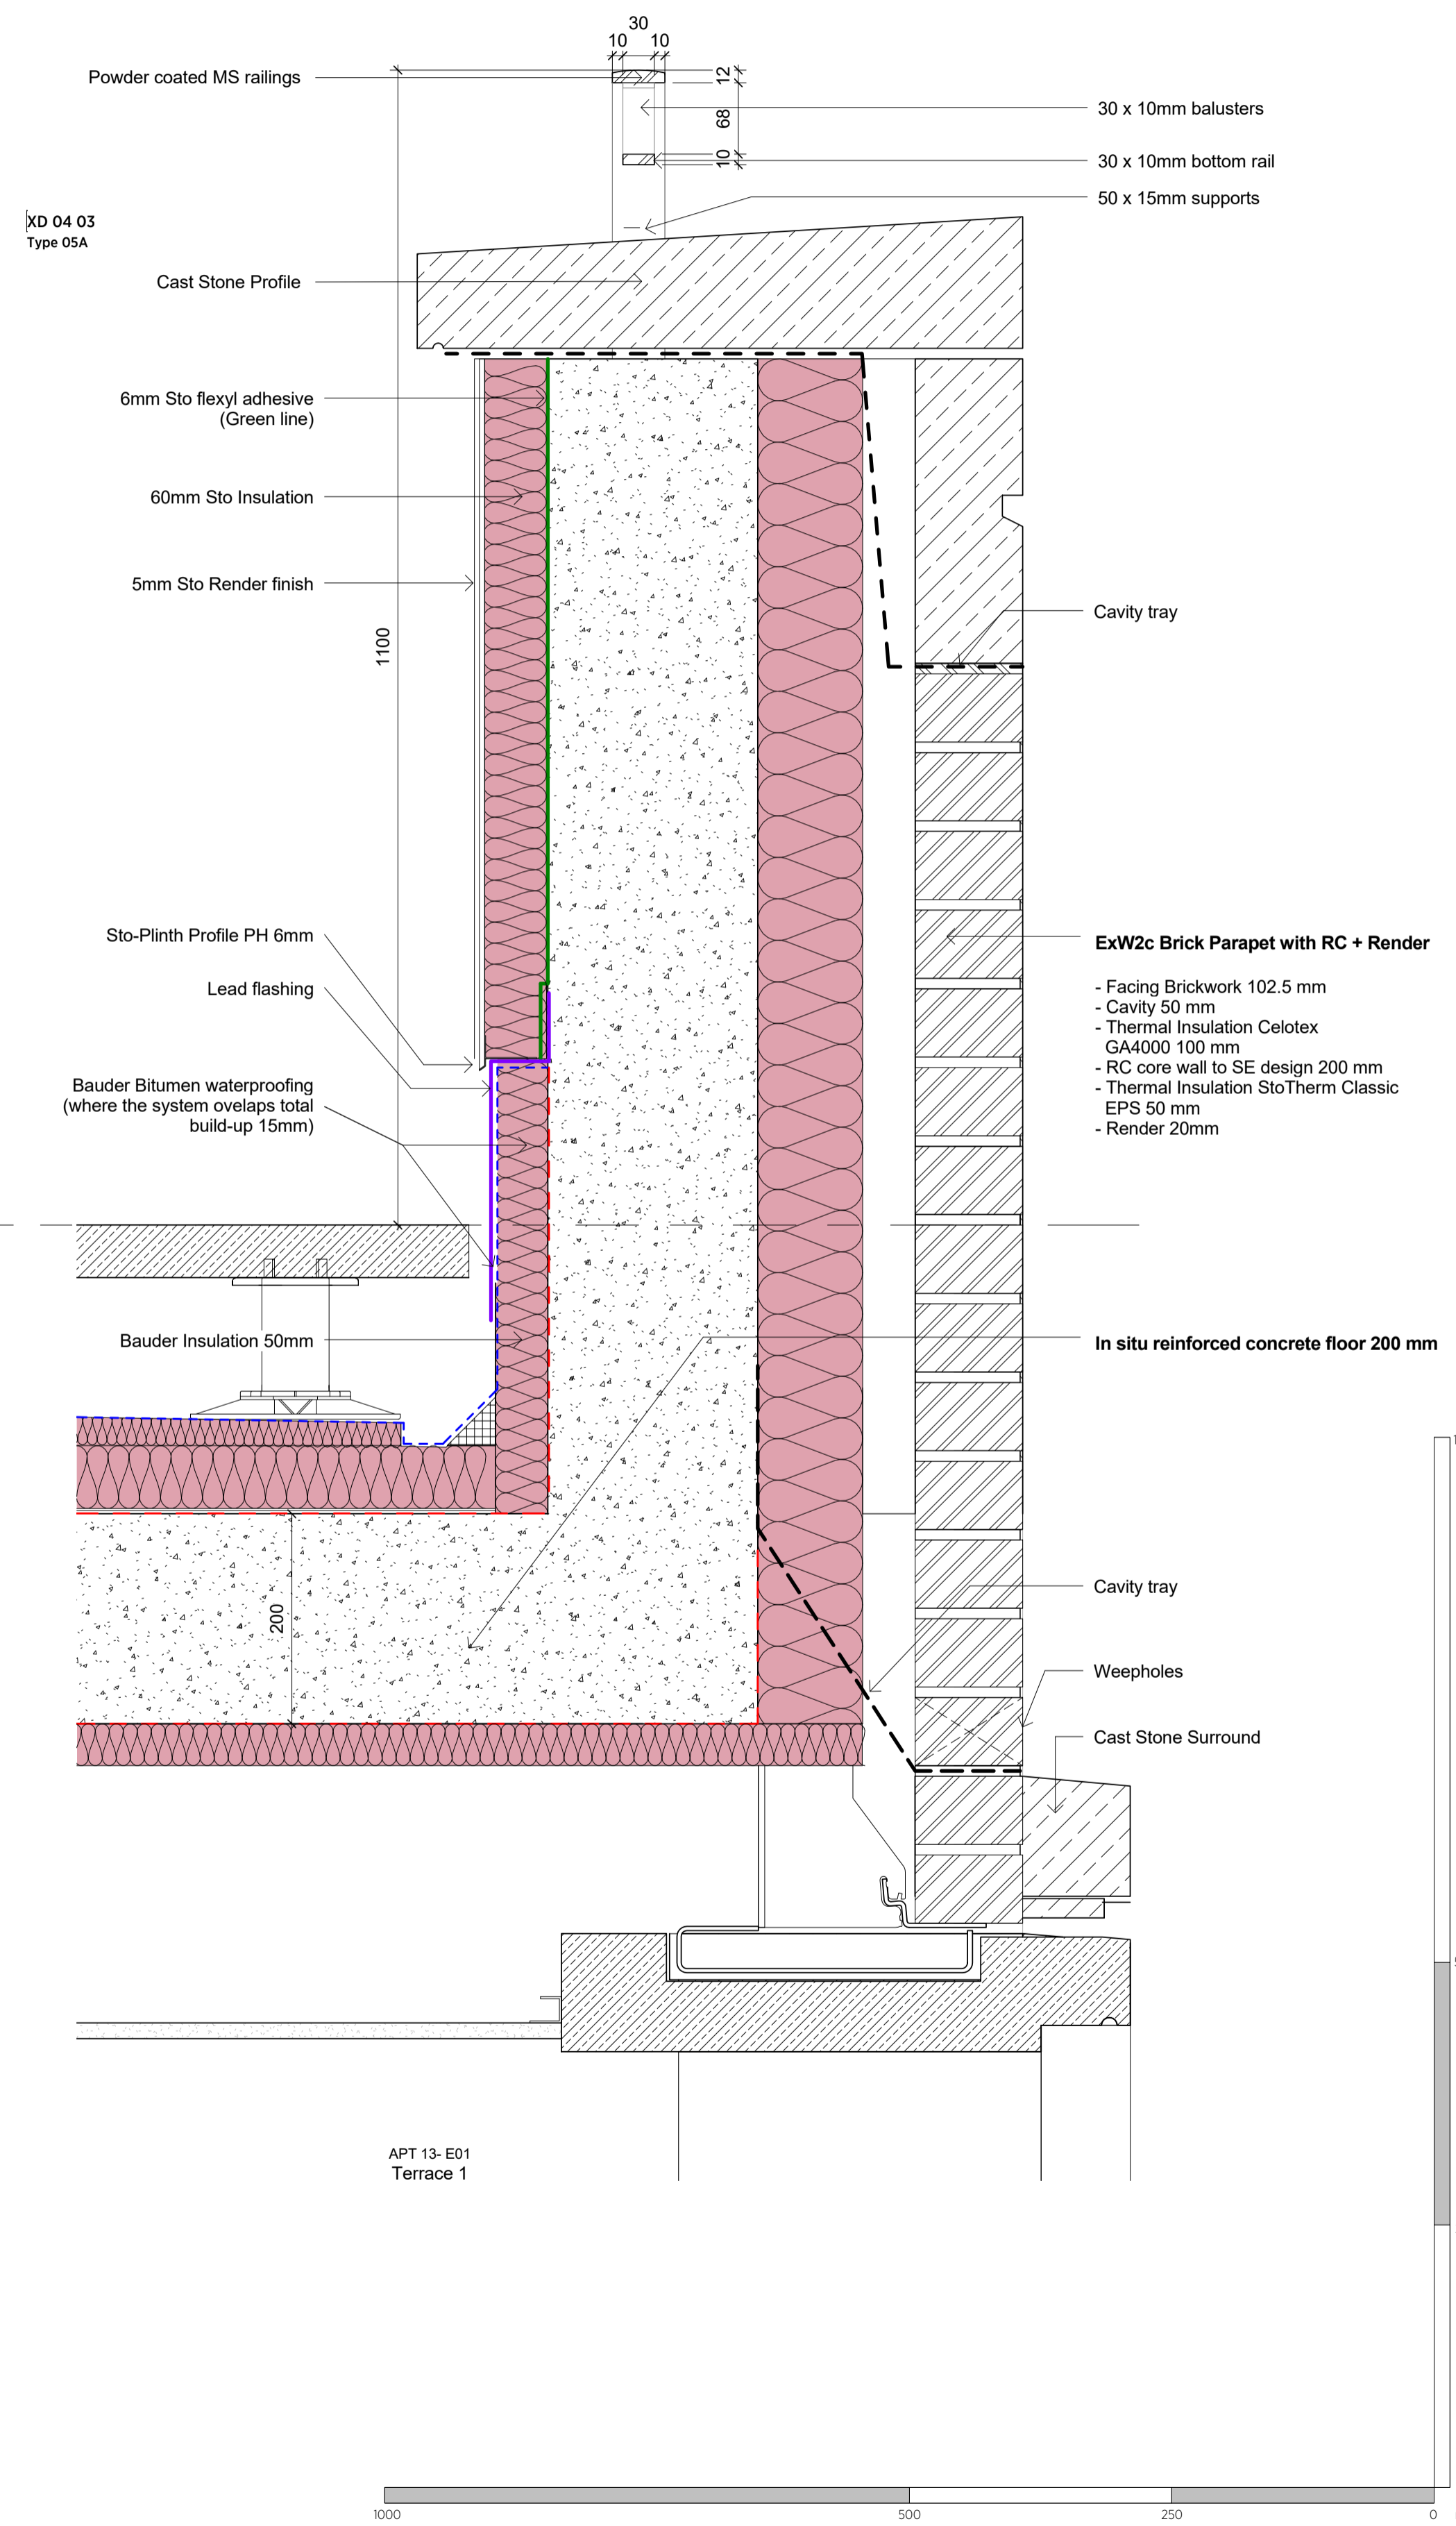 30
10 10
Powder coated MS railings
12
68
10
30 x 10mm balusters
30 x 10mm bottom rail
50 x 15mm supports
XD 04 03
Type 05A
Cast Stone Profile
6mm Sto flexyl adhesive
(Green line)
60mm Sto Insulation
5mm Sto Render finish
1100
Cavity tray
Sto-Plinth Profile PH 6mm
Lead flashing
Bauder Bitumen waterproofing
(where the system ovelaps total
build-up 15mm)
ExW2c Brick Parapet with RC + Render
- Facing Brickwork 102.5 mm
- Cavity 50 mm
- Thermal Insulation Celotex
GA4000 100 mm
- RC core wall to SE design 200 mm
- Thermal Insulation StoTherm Classic
EPS 50 mm
- Render 20mm
Bauder Insulation 50mm
In situ reinforced concrete floor 200 mm
200
Cavity tray
Weepholes
Cast Stone Surround
APT 13- E01
Terrace 1
1000 500 250 0